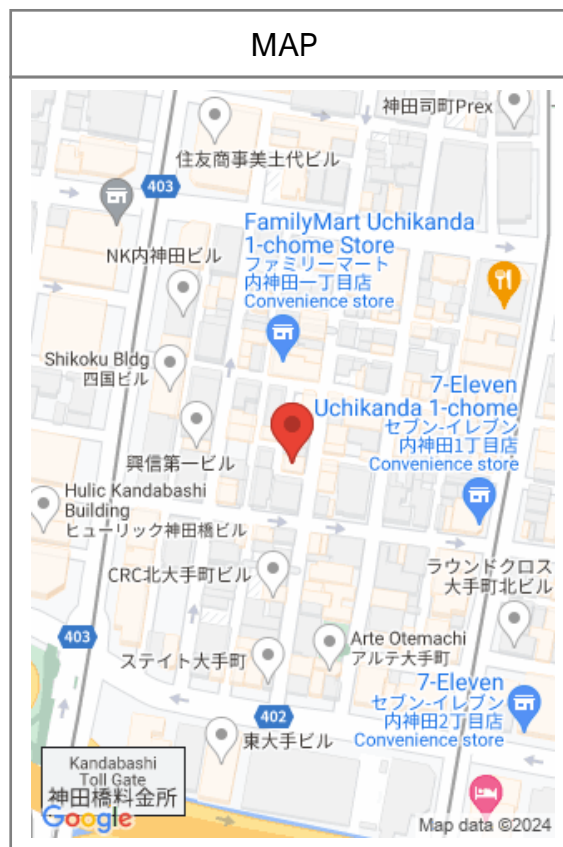 MAP
神田司町Prex
住友商事美土代ビル
403
FamilyMart Uchikanda
1-chome Store
ファミリーマート
内神田一丁目店
Convenience store
NK内神田ビル
Shikoku Bldg
四国ビル
7-Eleven
Uchikanda 1-chome
セブン-イレブン
内神田1丁目店
Convenience store
興信第一ビル
Hulic Kandabashi
Building
ヒューリック神田橋ビル
CRC北大手町ビル
ラウンドクロス
大手町北ビル
403
Arte Otemachi
アルテ大手町
ステイト大手町
7-Eleven
セブン-イレブン
内神田2丁目店
Convenience store
402
東大手ビル
Kandabashi
Toll Gate
神田橋料金所
Google
Map data ©2024